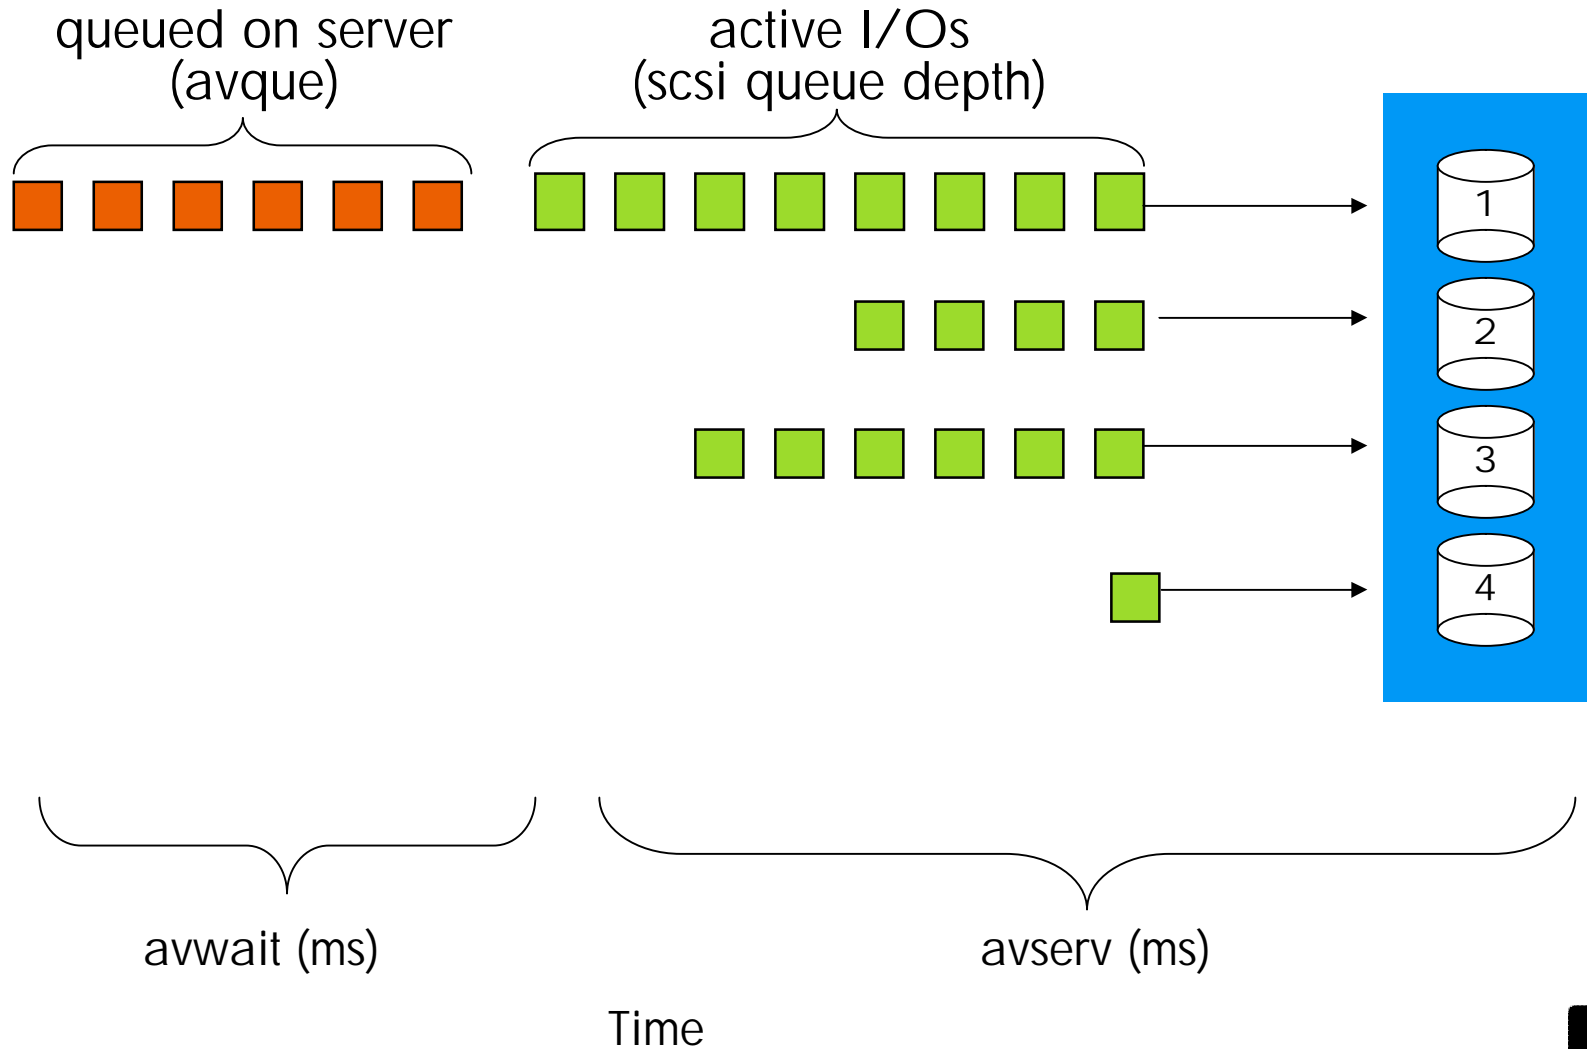 queued on server
(avque)
active I/Os
(scsi queue depth)
1
2
3
4
avwait (ms)
avserv (ms)
Time